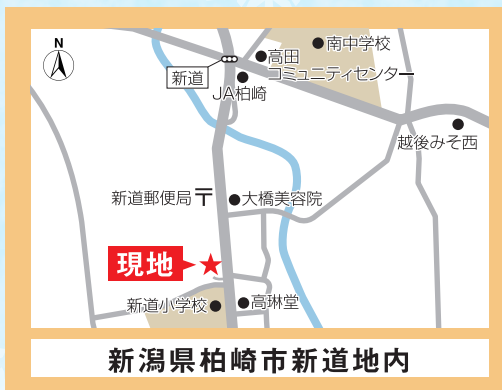 N
南中学校
高田
コミュニティセンター
新道
JA柏崎
越後みそ西
新道郵便局〒
大橋美容院
現地
新道小学校
高琳堂
新潟県柏崎市新道地内